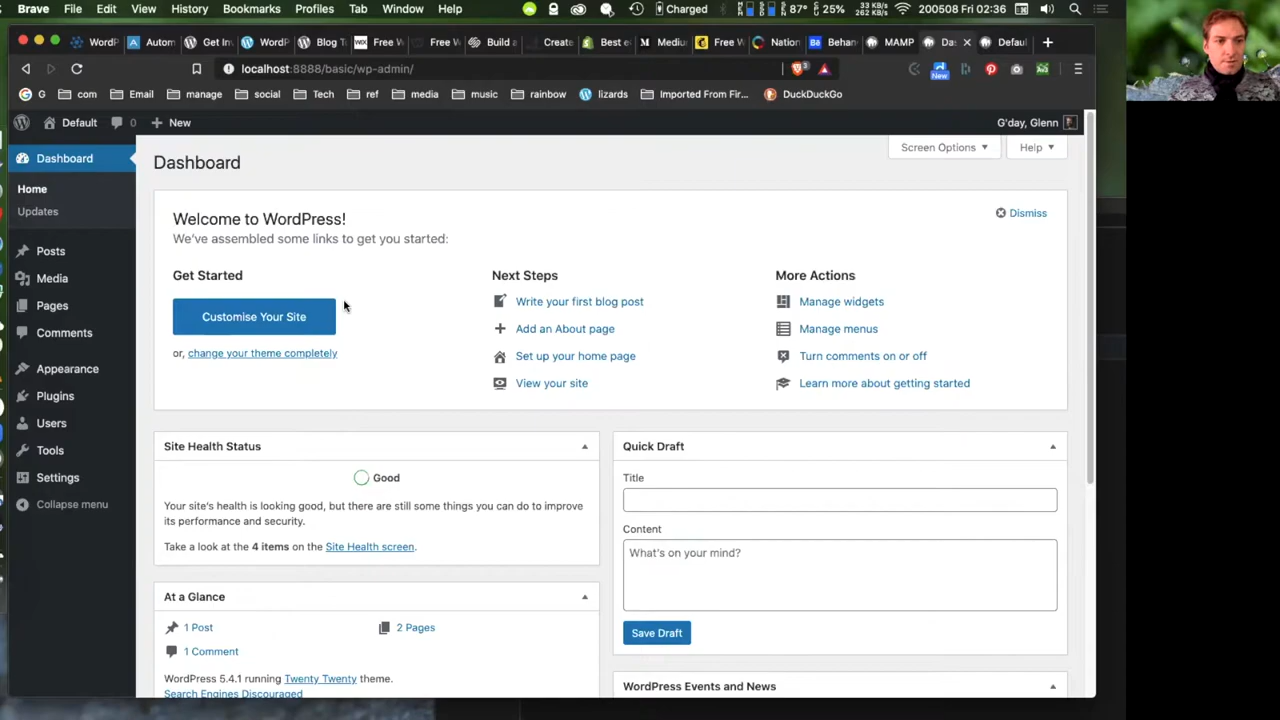 Brave File Edit View History Bookmarks Profiles Tab Window Help Charged 87° 25% 33 KB/s 262 KB/s 200508 Fri 02:36
WordP Autom Get Inv WordP Blog T Free V Free W Build a Create Best e Mediu Free W Nation Behan MAMP Das Defaul
localhost:8888/basic/wp-admin/ 3 New
G com Email manage social Tech ref media music rainbow lizards Imported From Fir... DuckDuckGo
Default 0 New G'day, Glenn
Dashboard
Home
Updates
Posts
Media
Pages
Comments
Appearance
Plugins
Users
Tools
Settings
Collapse menu
Dashboard
Screen Options Help
Welcome to WordPress!
Dismiss
We've assembled some links to get you started:
Get Started
Customise Your Site
or, change your theme completely
Next Steps
Write your first blog post
Add an About page
Set up your home page
View your site
More Actions
Manage widgets
Manage menus
Turn comments on or off
Learn more about getting started
Site Health Status
Good
Your site's health is looking good, but there are still some things you can do to improve
its performance and security.
Take a look at the 4 items on the Site Health screen.
At a Glance
1 Post 2 Pages
1 Comment
WordPress 5.4.1 running Twenty Twenty theme.
Search Engines Discouraged
Quick Draft
Title
Content
What's on your mind?
Save Draft
WordPress Events and News